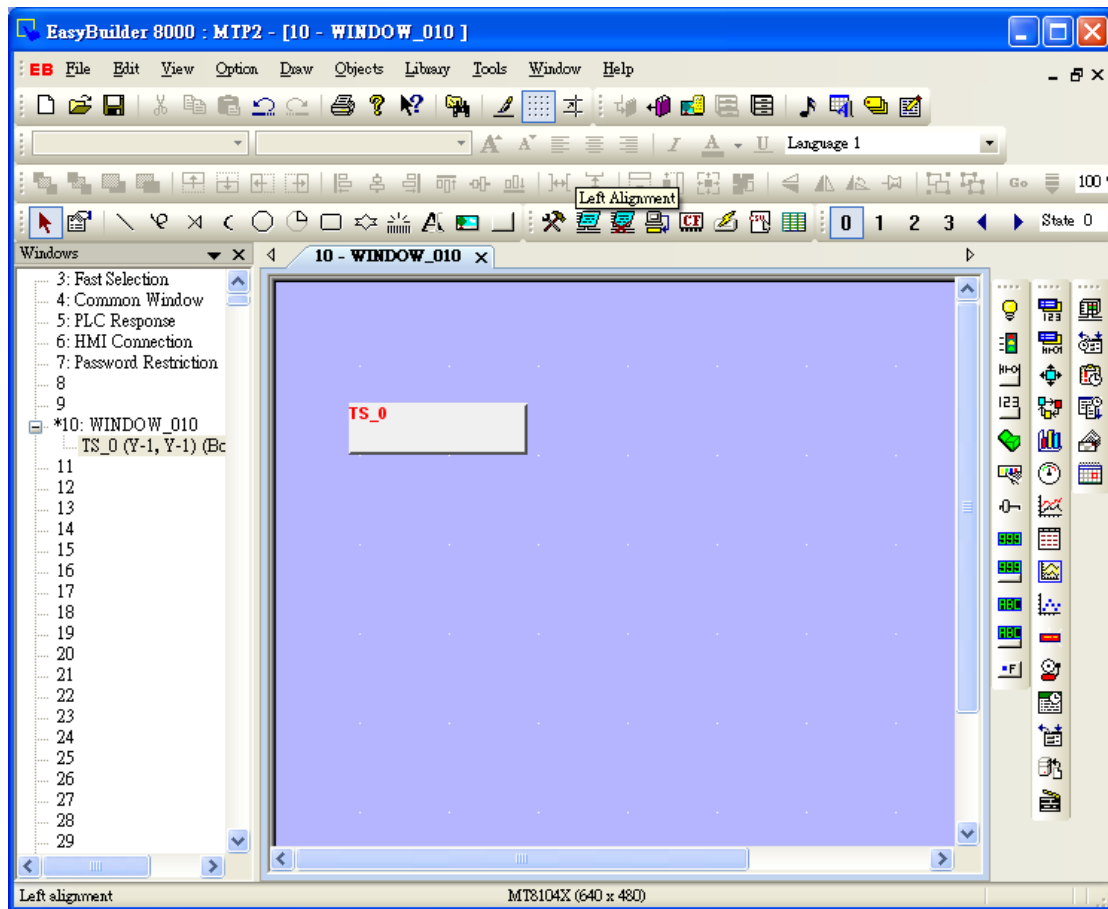 EasyBuilder 8000 : MTP2 - [10 - WINDOW_010 ]
EB File Edit View Option Draw Objects Library Tools Window Help
Language 1
Go 100
Left Alignment
0 1 2 3 State 0
Windows
10 - WINDOW_010
3: Fast Selection
4: Common Window
5: PLC Response
6: HMI Connection
7: Password Restriction
8
9
*10: WINDOW_010
TS_0 (Y-1, Y-1) (Bc
11
12
13
14
15
16
17
18
19
20
21
22
23
24
25
26
27
28
29
TS_0
Left alignment
MT8104X (640 x 480)